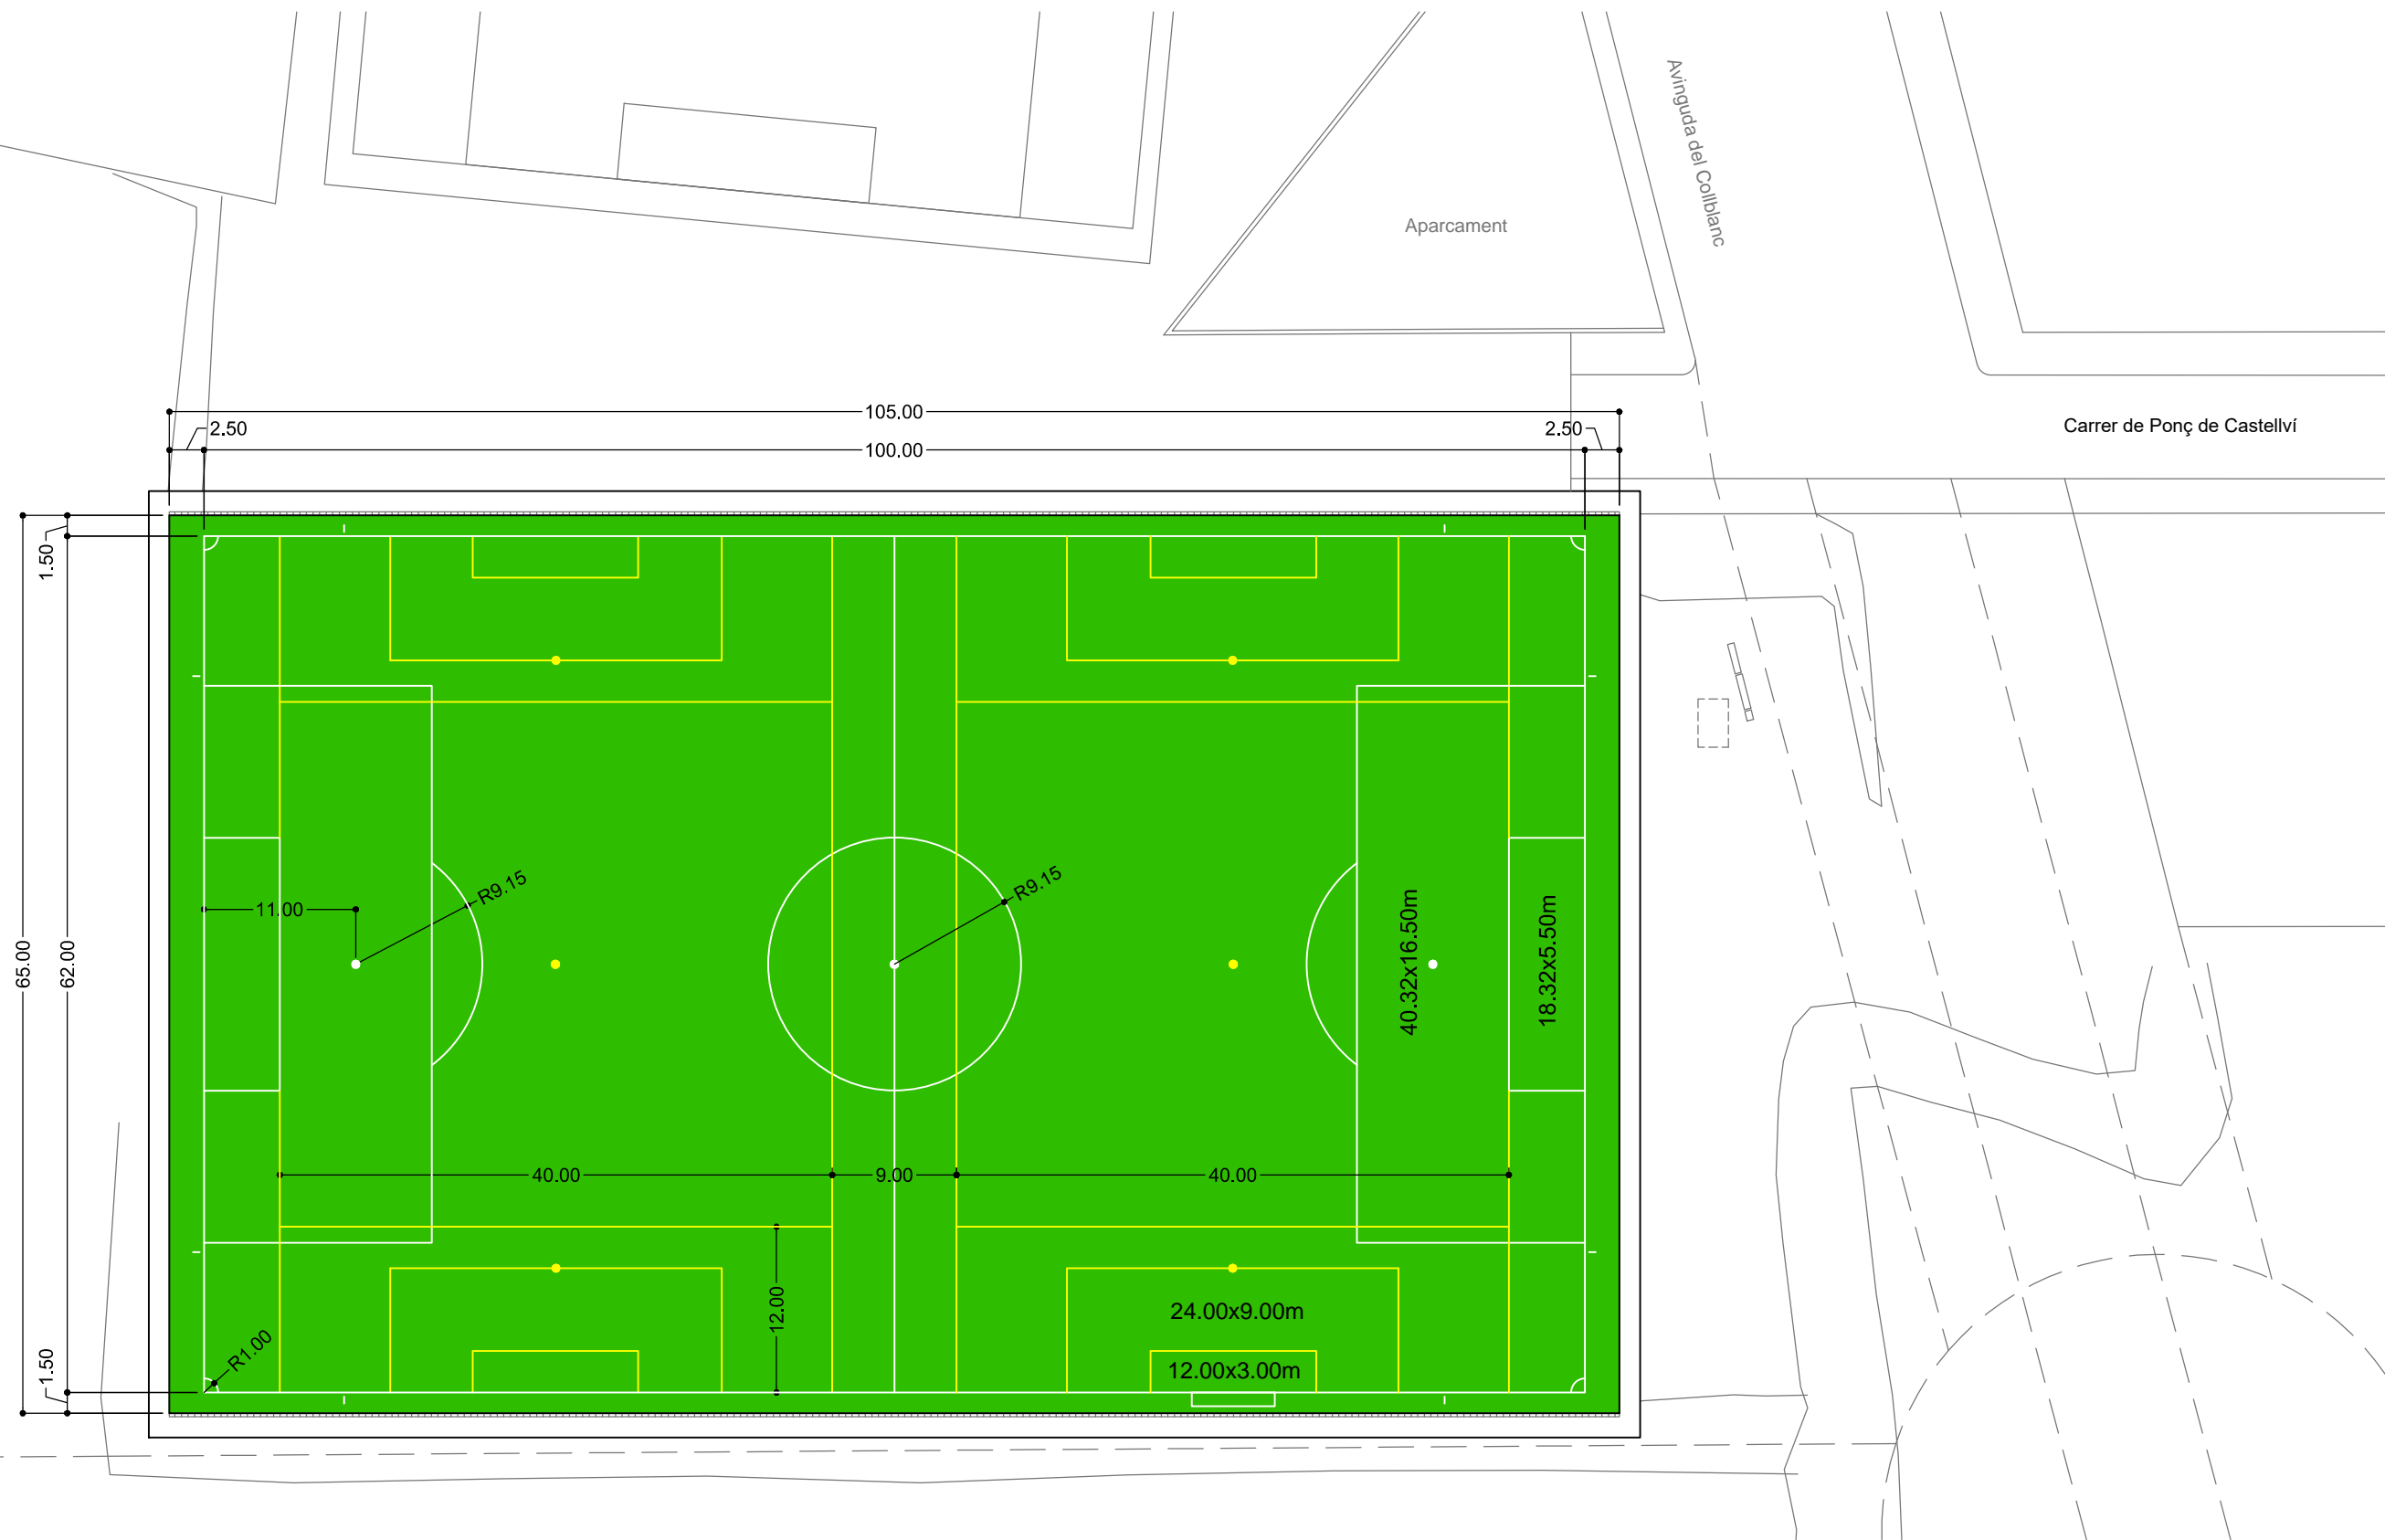 Avinguda del Collblanc
Aparcament
105.00
2.50
2.50
100.00
Carrer de Ponç de Castellví
1.50
65.00
62.00
R9.15
R9.15
11.00
40.32x16.50m
18.32x5.50m
40.00
9.00
40.00
12.00
24.00x9.00m
R1.00
1.50
12.00x3.00m